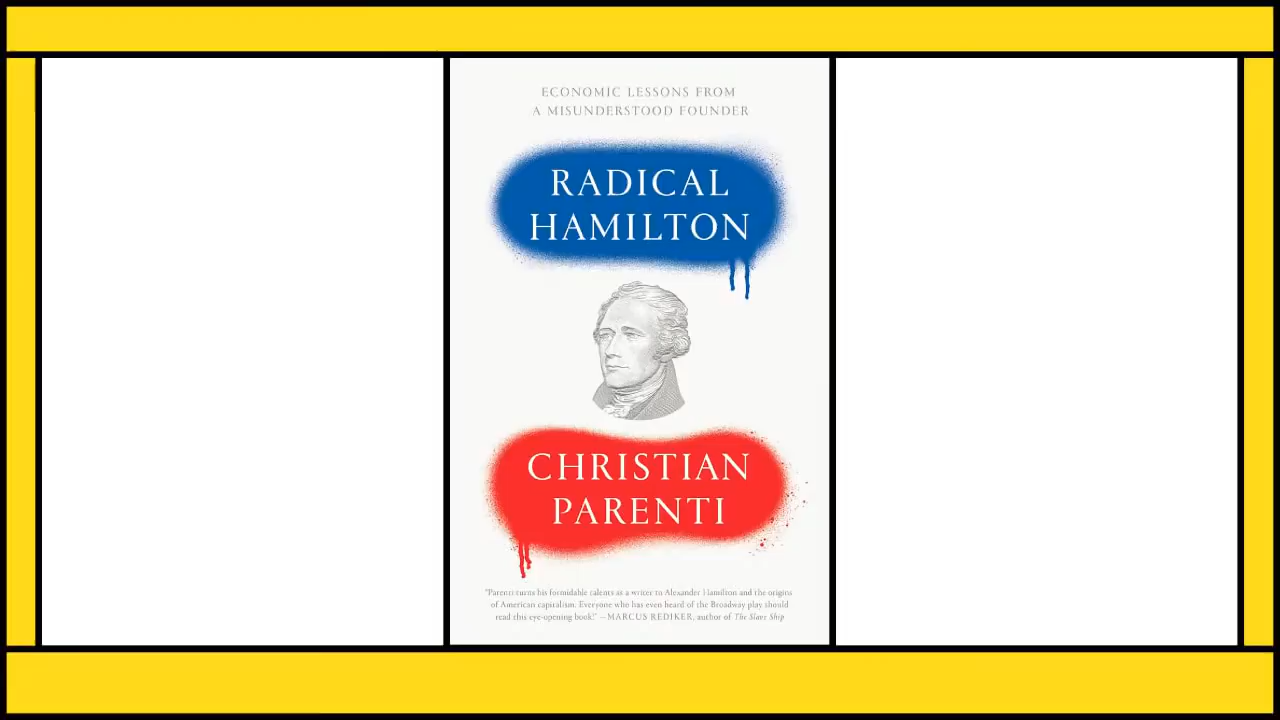 ECONOMIC LESSONS FROM
A MISUNDERSTOOD FOUNDER
RADICAL
HAMILTON
CHRISTIAN
PARENTI
"Parenti turns his formidable talents as a writer to Alexander Hamilton and the origins
of American capitalism. Everyone who has even heard of the Broadway play should
read this eye-opening book!" —MARCUS REDIKER, author of The Slave Ship